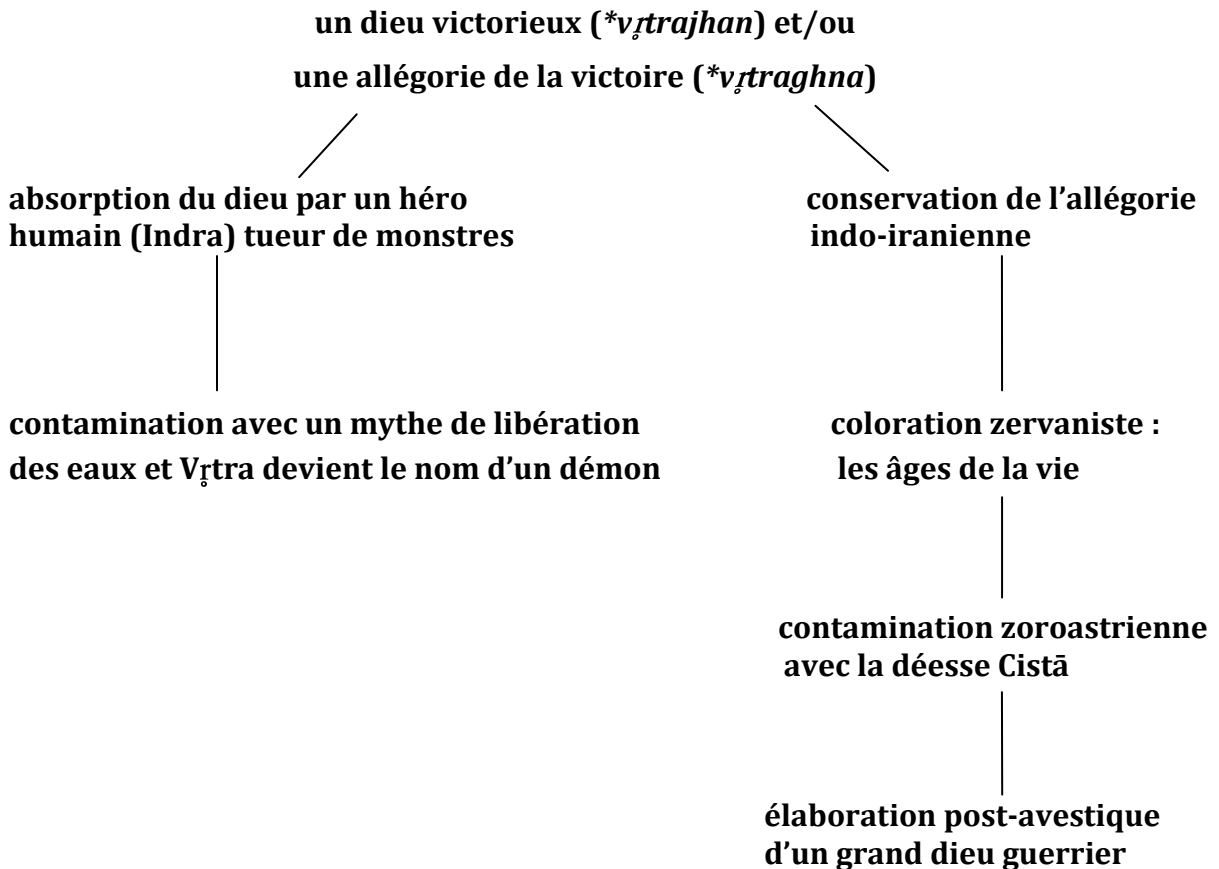 un dieu victorieux (*vr̥trajhan) et/ou
une allégorie de la victoire (*vr̥traghna)
absorption du dieu par un héro
humain (Indra) tueur de monstres
conservation de l’allégorie
indo-iranienne
contamination avec un mythe de libération
des eaux et Vr̥tra devient le nom d’un démon
coloration zervaniste :
les âges de la vie
contamination zoroastrienne
avec la déesse Cistā
élaboration post-avestique
d’un grand dieu guerrier